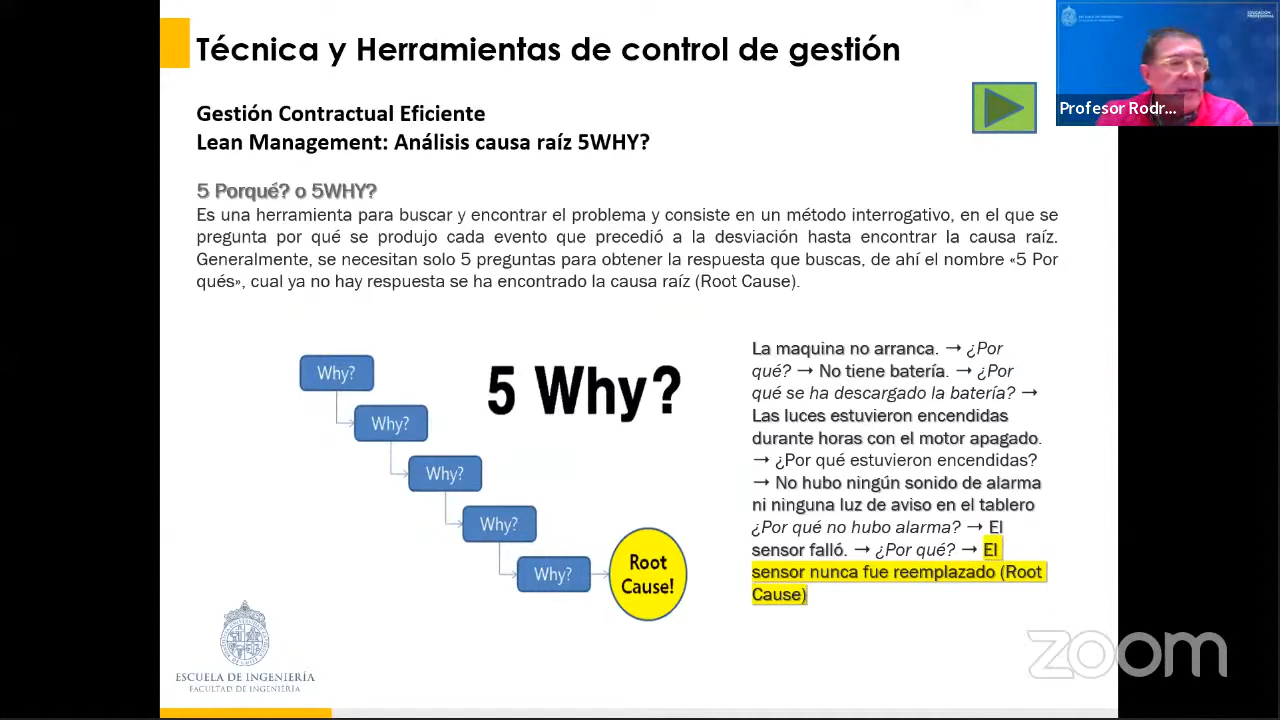 Técnica y Herramientas de control de gestión
ESCUELA DE INGENIERÍA
EDUCACIÓN
PROFESIONAL
Profesor Rodr...
Gestión Contractual Eficiente
Lean Management: Análisis causa raíz 5WHY?
5 Porqué? o 5WHY?
Es una herramienta para buscar y encontrar el problema y consiste en un método interrogativo, en el que se
pregunta por qué se produjo cada evento que precedió a la desviación hasta encontrar la causa raíz.
Generalmente, se necesitan solo 5 preguntas para obtener la respuesta que buscas, de ahí el nombre «5 Por
qués», cual ya no hay respuesta se ha encontrado la causa raíz (Root Cause).
Why?
Why?
Why?
Why?
Why?
Root
Cause!
5 Why?
La maquina no arranca. → ¿Por
qué? → No tiene batería. → ¿Por
qué se ha descargado la batería? →
Las luces estuvieron encendidas
durante horas con el motor apagado.
→ ¿Por qué estuvieron encendidas?
→ No hubo ningún sonido de alarma
ni ninguna luz de aviso en el tablero
¿Por qué no hubo alarma? → El
sensor falló. → ¿Por qué? → El
sensor nunca fue reemplazado (Root
Cause)
ESCUELA DE INGENIERÍA
FACULTAD DE INGENIERÍA
zoom